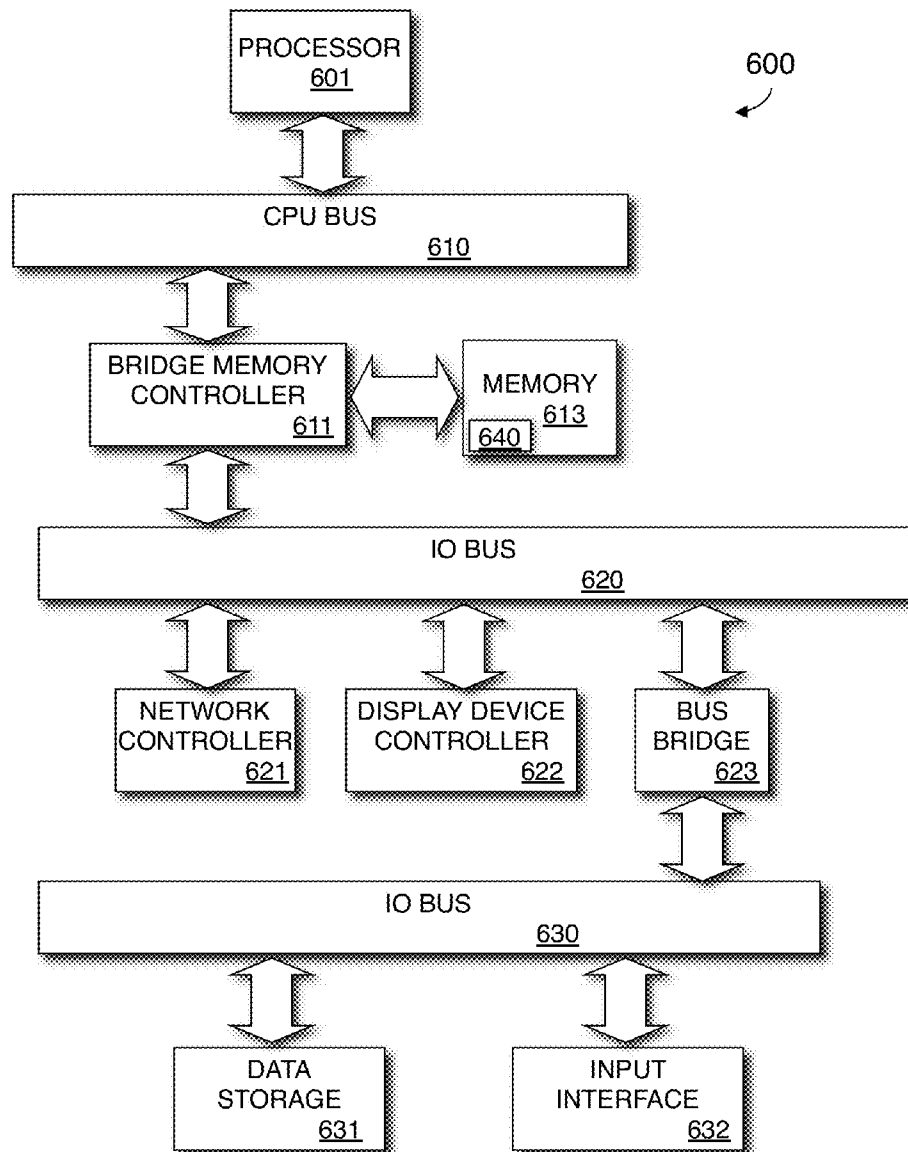 PROCESSOR
601
600
CPU BUS
610
BRIDGE MEMORY
CONTROLLER
611
MEMORY
613
640
IO BUS
620
NETWORK
CONTROLLER
621
DISPLAY DEVICE
CONTROLLER
622
BUS
BRIDGE
623
IO BUS
630
DATA
STORAGE
631
INPUT
INTERFACE
632